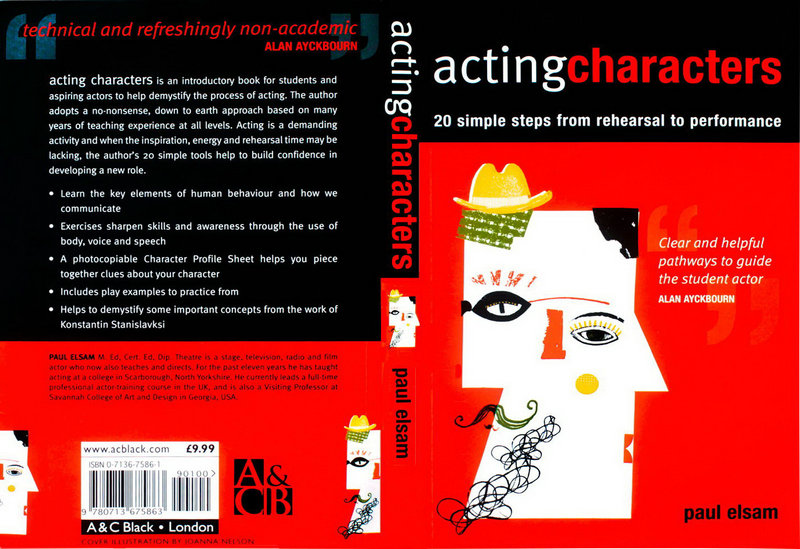 technical and refreshingly non-academic
ALAN AYCKBOURN
acting characters is an introductory book for students and
aspiring actors to help demystify the process of acting. The author
adopts a no-nonsense, down to earth approach based on many
years of teaching experience at all levels. Acting is a demanding
activity and when the inspiration, energy and rehearsal time may be
lacking, the author's 20 simple tools help to build confidence in
developing a new role.
• Learn the key elements of human behaviour and how we
communicate
• Exercises sharpen skills and awareness through the use of
body, voice and speech
• A photocopiable Character Profile Sheet helps you piece
together clues about your character
• Includes play examples to practice from
• Helps to demystify some important concepts from the work of
Konstantin Stanislavksi
PAUL ELSAM M. Ed, Cert. Ed, Dip. Theatre is a stage, television, radio and film
actor who now also teaches and directs. For the past eleven years he has taught
acting at a college in Scarborough, North Yorkshire. He currently leads a full-time
professional actor training course in the UK, and is also a Visiting Professor at
Savannah College of Art and Design in Georgia, USA.
www.acblack.com £9.99
ISBN 0-7136-7586-1
90100>
9 780713 675863
A & C Black • London
A&
CB
COVER ILLUSTRATION BY JOANNA NELSON
actingcharacters
paul elsam
actingcharacters
20 simple steps from rehearsal to performance
“Clear and helpful
pathways to guide
the student actor”
ALAN AYCKBOURN
paul elsam